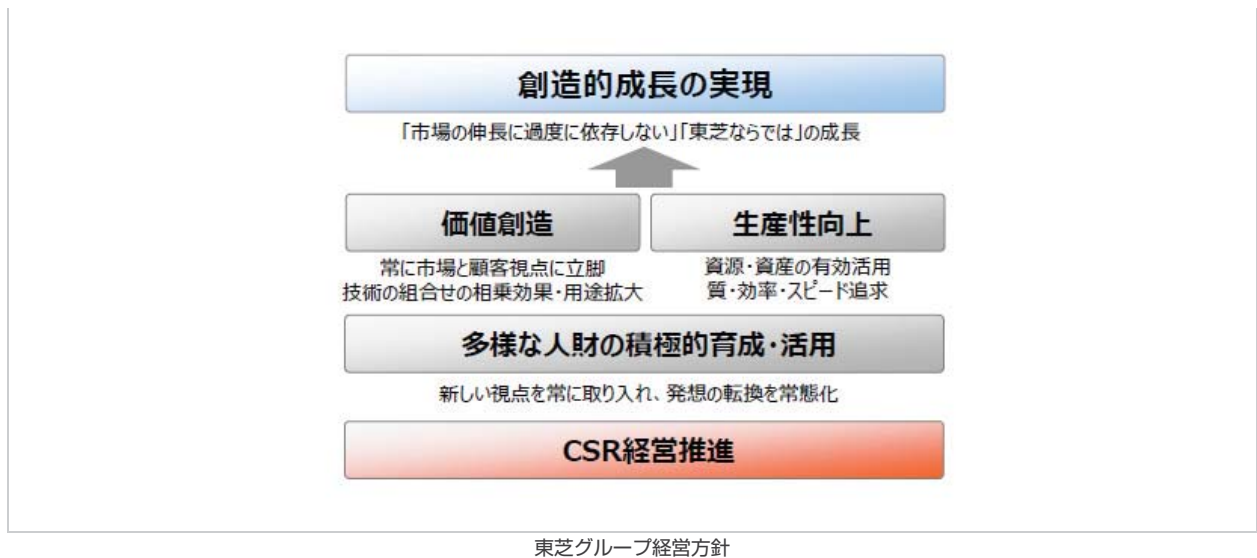 創造的成長の実現
「市場の伸長に過度に依存しない」「東芝ならでは」の成長
価値創造
常に市場と顧客視点に立脚
技術の組合せの相乗効果・用途拡大
生産性向上
資源・資産の有効活用
質・効率・スピード追求
多様な人財の積極的育成・活用
新しい視点を常に取り入れ、発想の転換を常態化
CSR経営推進
東芝グループ経営方針